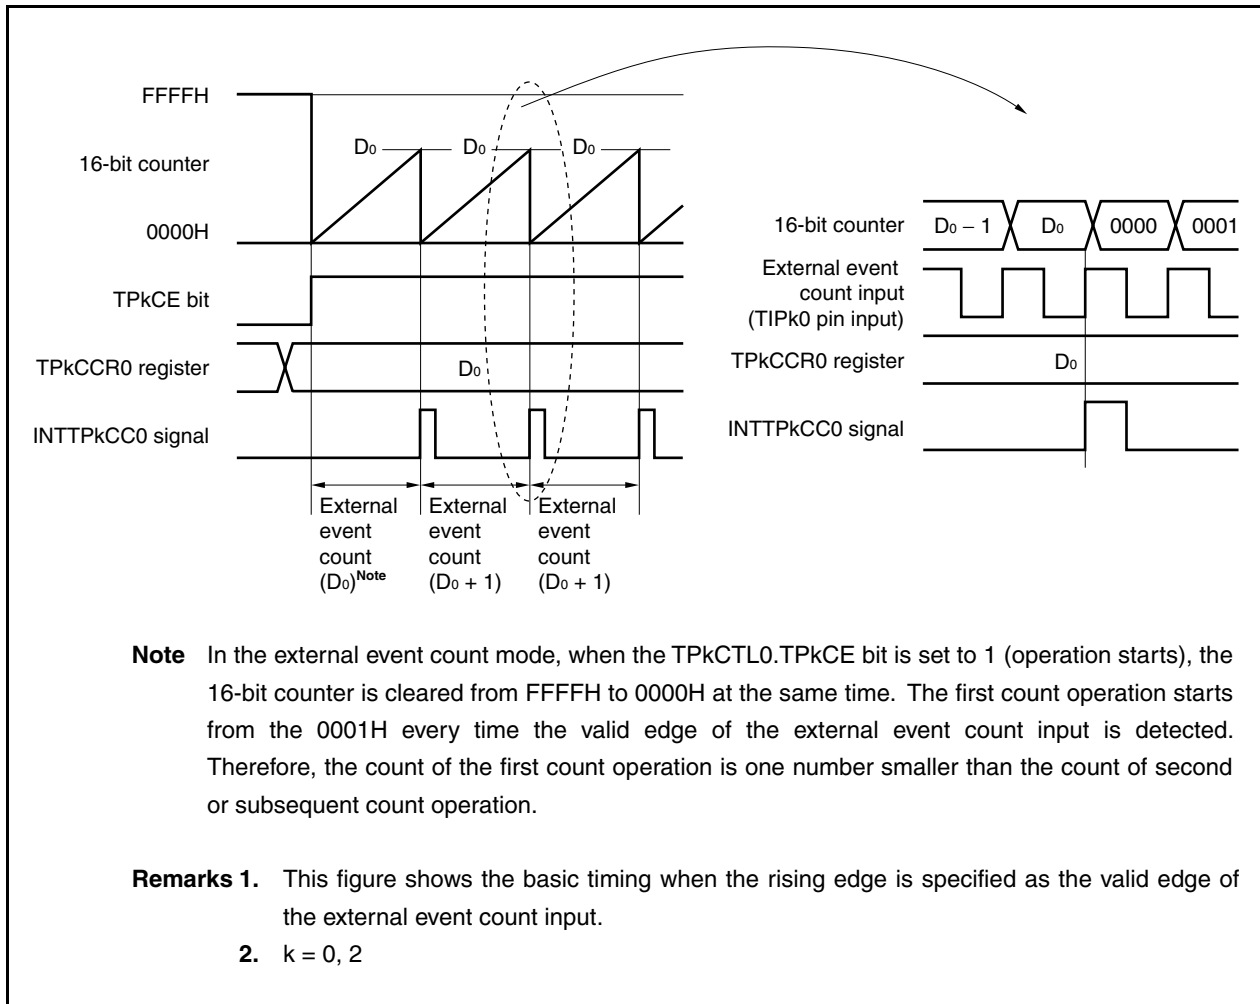 FFFFH
16-bit counter
0000H
TPkCE bit
TPkCCR0 register
INTTPkCC0 signal
D0
D0
D0
D0
External
event
count
(D0)Note
External
event
count
(D0 + 1)
External
event
count
(D0 + 1)
16-bit counter
D0 − 1
D0
0000
0001
External event
count input
(TIPk0 pin input)
TPkCCR0 register
D0
INTTPkCC0 signal
Note In the external event count mode, when the TPkCTL0.TPkCE bit is set to 1 (operation starts), the
16-bit counter is cleared from FFFFH to 0000H at the same time. The first count operation starts
from the 0001H every time the valid edge of the external event count input is detected.
Therefore, the count of the first count operation is one number smaller than the count of second
or subsequent count operation.
Remarks 1. This figure shows the basic timing when the rising edge is specified as the valid edge of
the external event count input.
2. k = 0, 2